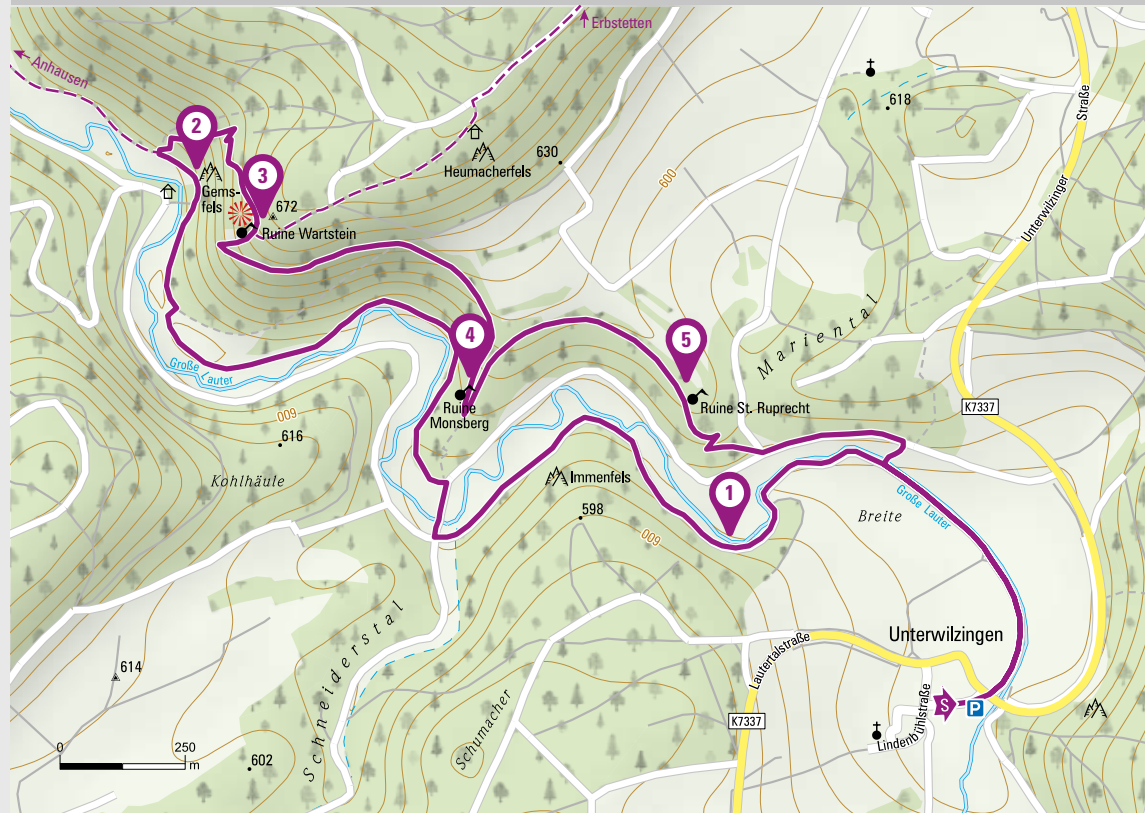 Erbstetten
Anhausen
618
Straße
Unterwilzinger
2
Heumacherfels
630
600
3
Gems-
fels
672
Ruine Wartstein
Mariental
4
5
Große Lauter
Ruine
Monsberg
Ruine St. Ruprecht
K7337
600
616
Kohlhäule
Immenfels
1
Große Lauter
598
Breite
600
Unterwilzingen
Lautertalstraße
Schneiderstal
614
Schumacher
S
P
K7337
Lindenbühlstraße
0
250
m
602